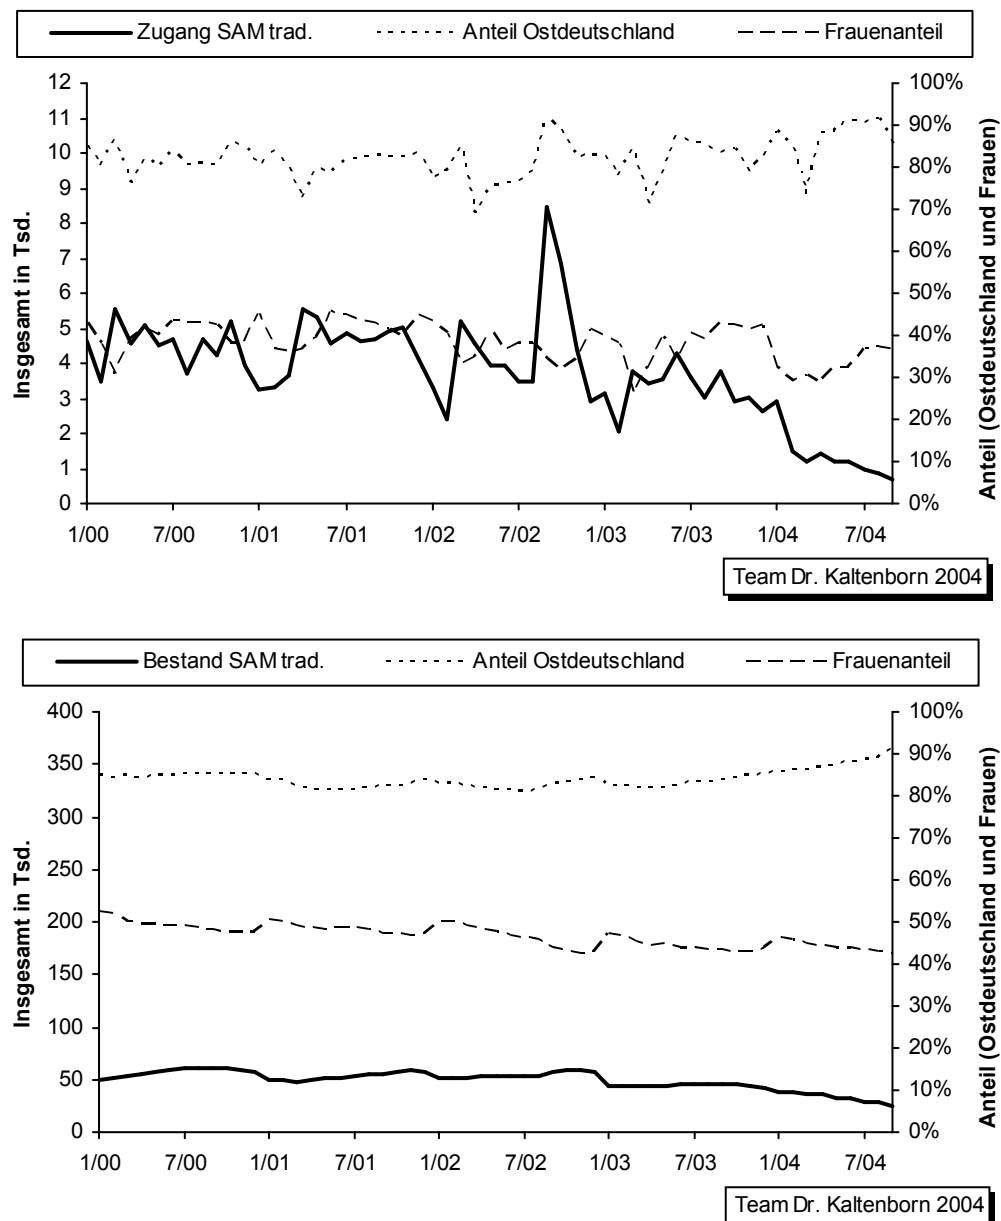 Zugang SAM trad. Anteil Ostdeutschland Frauenanteil
12 100%
11 90%
10 80%
9
8 70%
7 60%
6 50%
5 40%
4
3 30%
2 20%
1 10%
0 0%
Insgesamt in Tsd.
Anteil (Ostdeutschland und Frauen)
1/00 7/00 1/01 7/01 1/02 7/02 1/03 7/03 1/04 7/04
Team Dr. Kaltenborn 2004
Bestand SAM trad. Anteil Ostdeutschland Frauenanteil
400 100%
350 90%
300 80%
250 70%
60%
200 50%
150 40%
100 30%
20%
50 10%
0 0%
Insgesamt in Tsd.
Anteil (Ostdeutschland und Frauen)
1/00 7/00 1/01 7/01 1/02 7/02 1/03 7/03 1/04 7/04
Team Dr. Kaltenborn 2004